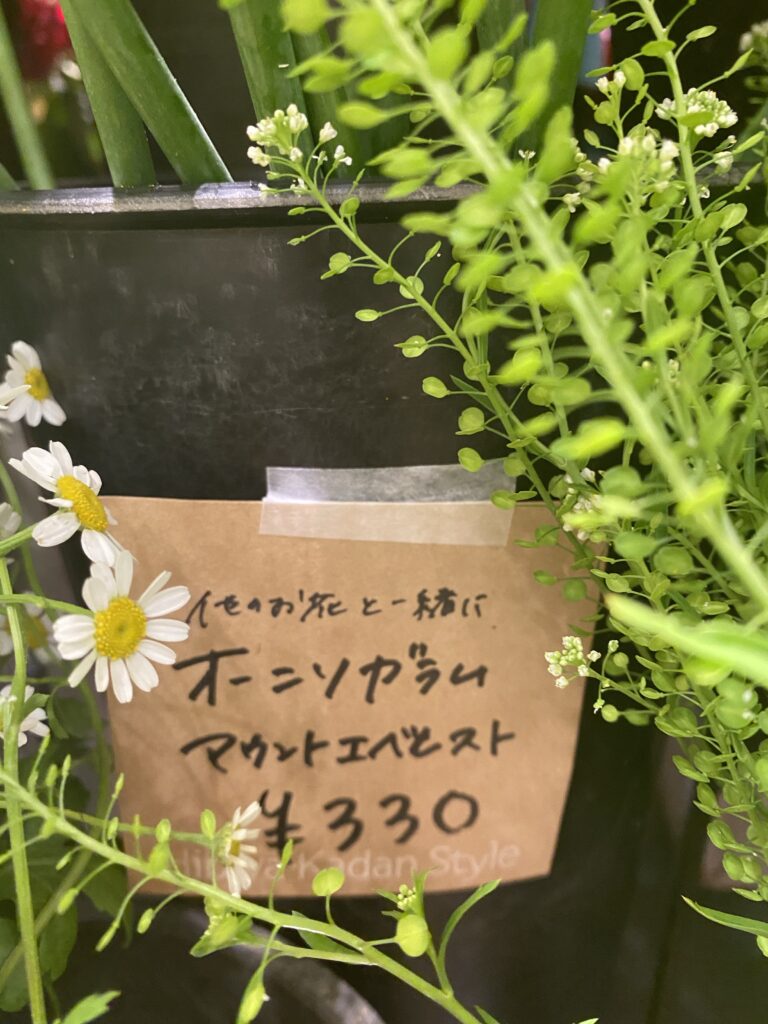 他のお花と一緒に
オーニソガラム
マウントエベレスト
¥330
Hibiya-Kadan Style